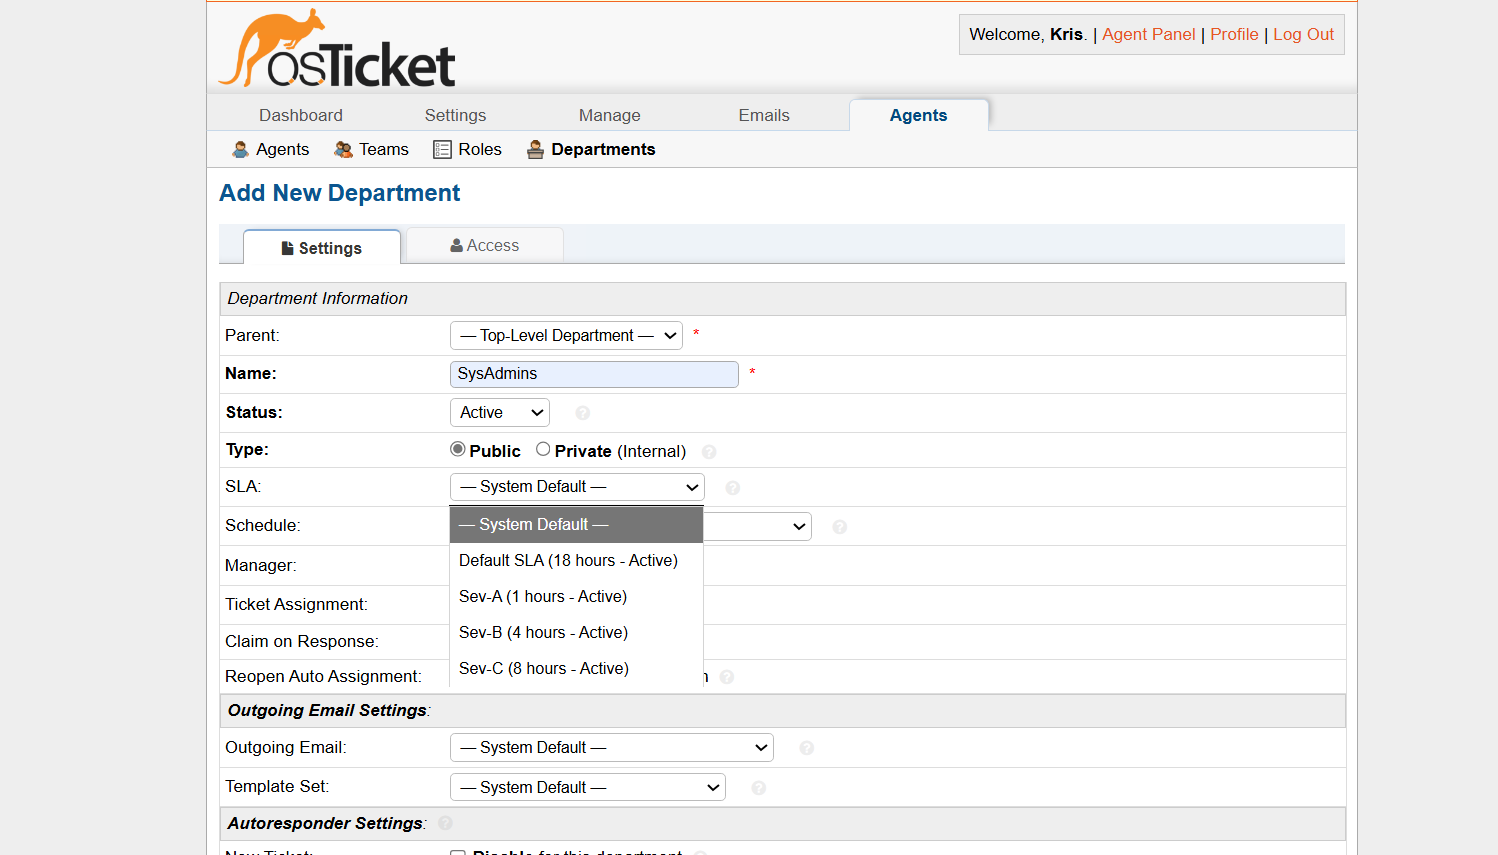 osTicket
Welcome, Kris. | Agent Panel | Profile | Log Out
Dashboard Settings Manage Emails Agents
Agents Teams Roles Departments
Add New Department
Settings Access
Department Information
Parent: — Top-Level Department — *
Name: SysAdmins *
Status: Active ?
Type: Public Private (Internal) ?
SLA: — System Default — ?
— System Default —
Schedule: ?
Default SLA (18 hours - Active)
Manager:
Sev-A (1 hours - Active)
Ticket Assignment:
Sev-B (4 hours - Active)
Claim on Response:
Sev-C (8 hours - Active)
Reopen Auto Assignment: ?
Outgoing Email Settings:
Outgoing Email: — System Default — ?
Template Set: — System Default — ?
Autoresponder Settings: ?
New Ticket: Disable for this department